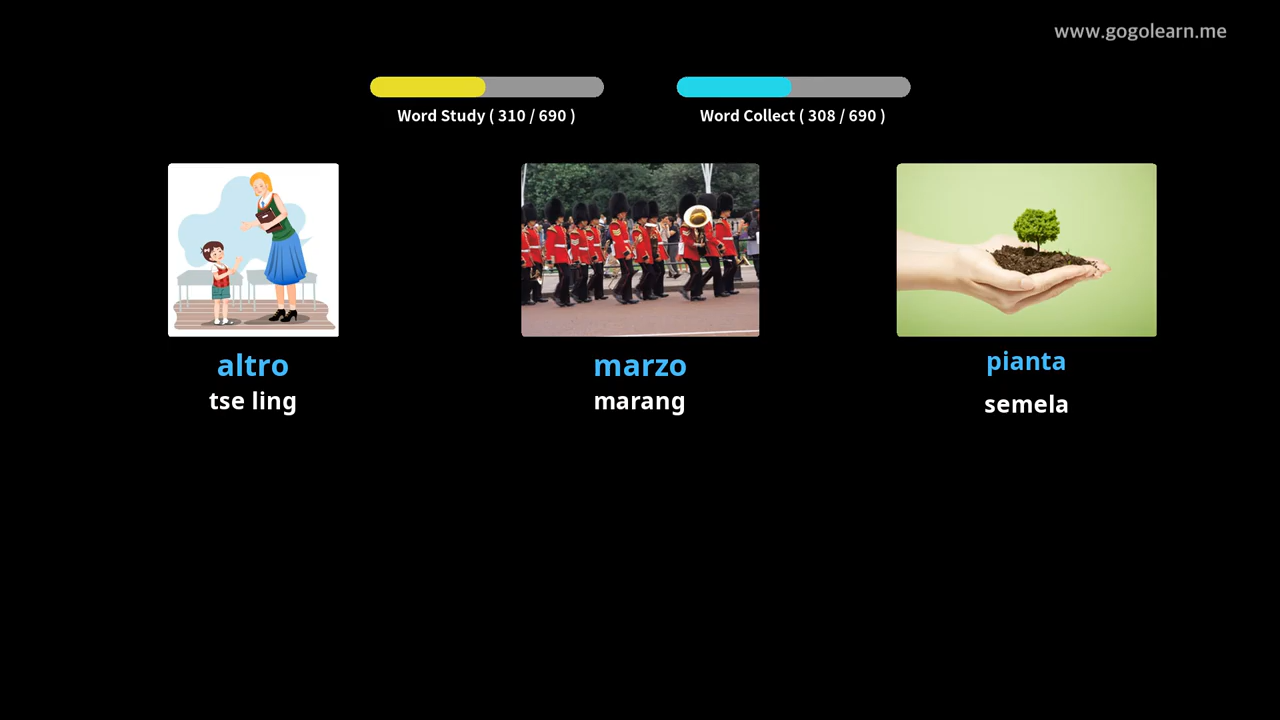 www.gogolearn.me
Word Study ( 310 / 690 )
Word Collect ( 308 / 690 )
altro
tse ling
marzo
marang
pianta
semela